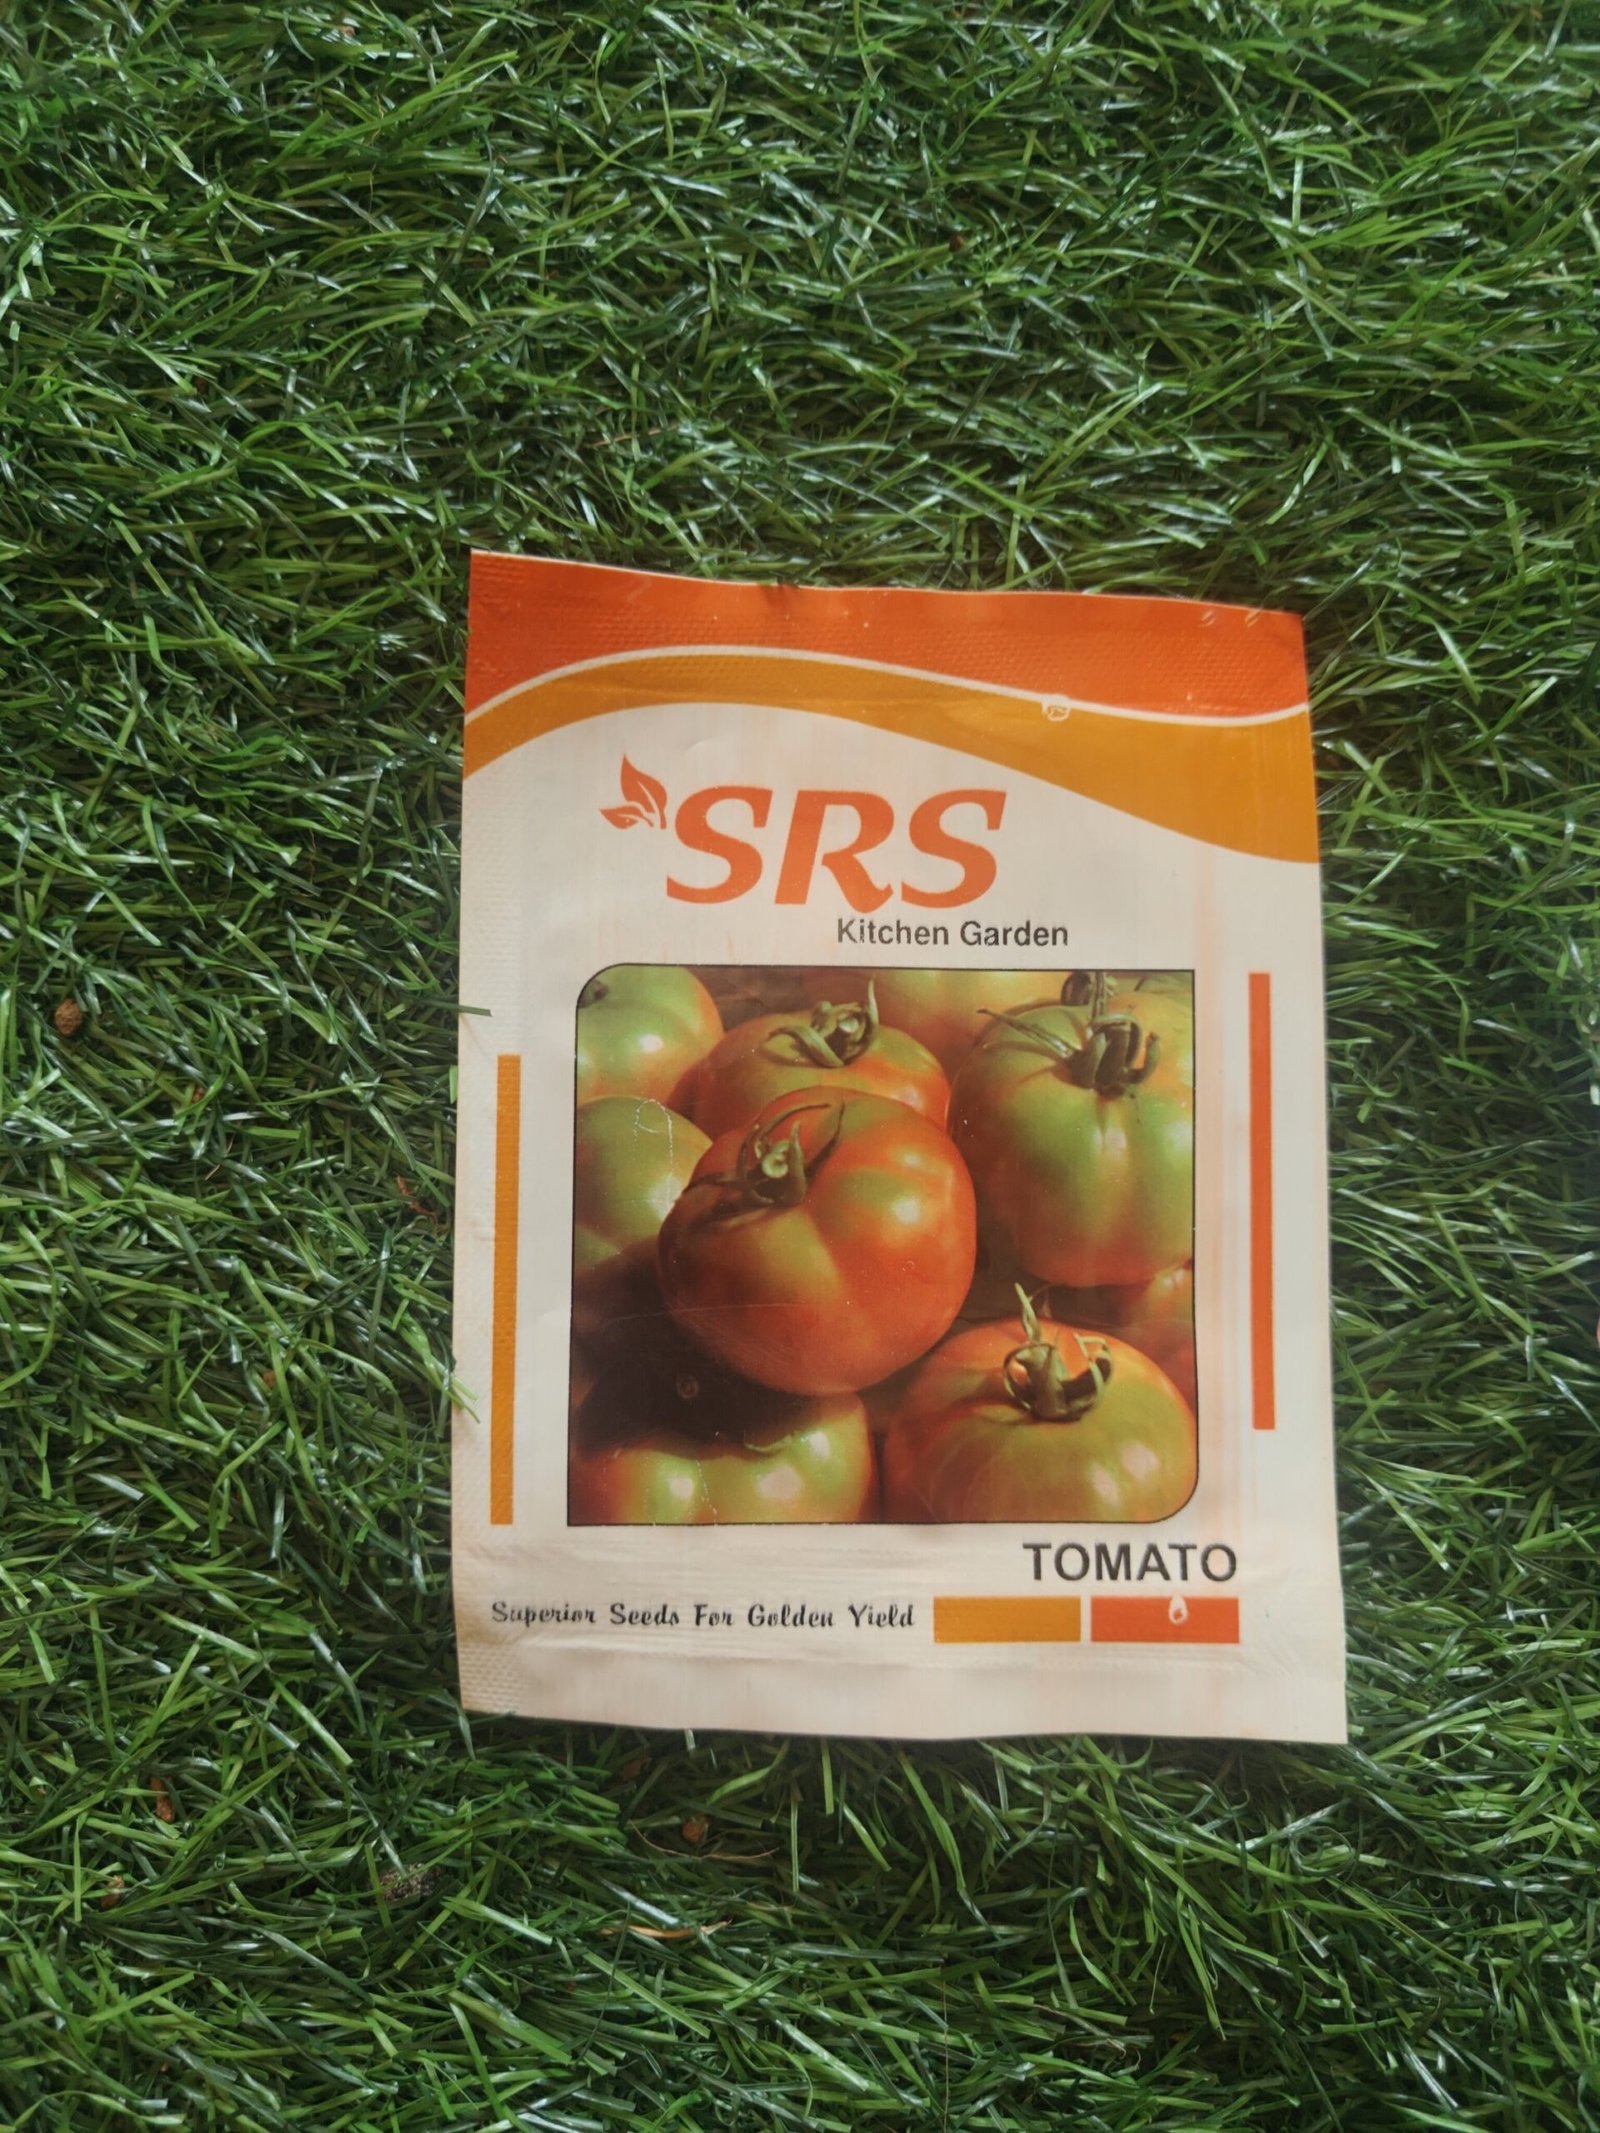 SRS
Kitchen Garden
TOMATO
Superior Seeds For Golden Yield